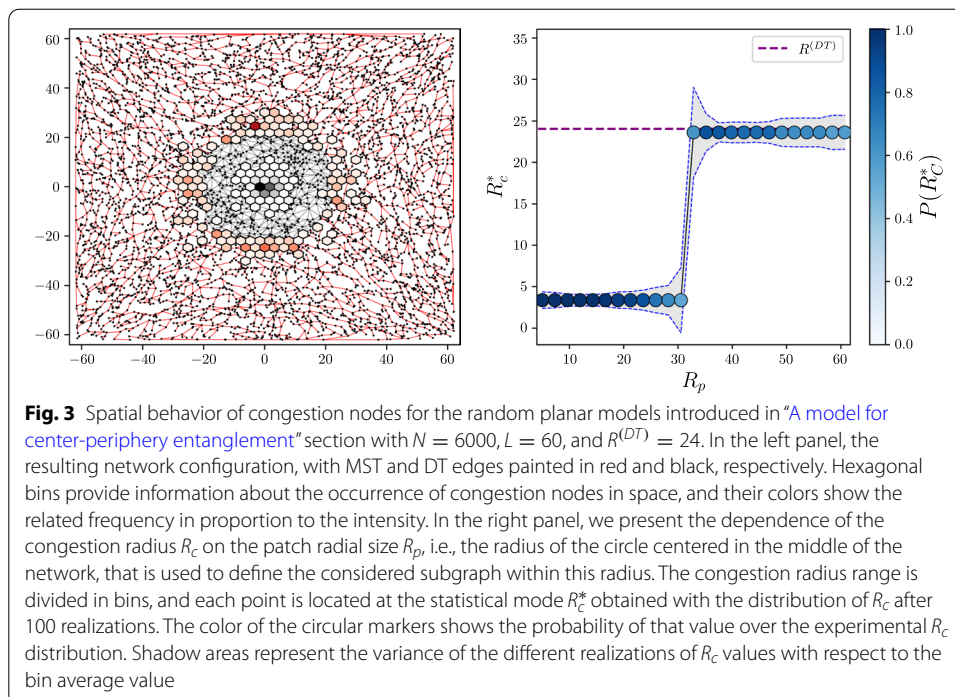 60
40
20
0
−20
−40
−60
−60 −40 −20 0 20 40 60
35
30
25
20
15
10
5
0
R*c
10 20 30 40 50 60
Rp
R(DT)
1.0
0.8
0.6
0.4
0.2
0.0
P(R*C)
Fig. 3 Spatial behavior of congestion nodes for the random planar models introduced in "A model for
center-periphery entanglement" section with N = 6000, L = 60, and R(DT) = 24. In the left panel, the
resulting network configuration, with MST and DT edges painted in red and black, respectively. Hexagonal
bins provide information about the occurrence of congestion nodes in space, and their colors show the
related frequency in proportion to the intensity. In the right panel, we present the dependence of the
congestion radius Rc on the patch radial size Rp, i.e., the radius of the circle centered in the middle of the
network, that is used to define the considered subgraph within this radius. The congestion radius range is
divided in bins, and each point is located at the statistical mode R*c obtained with the distribution of Rc after
100 realizations. The color of the circular markers shows the probability of that value over the experimental Rc
distribution. Shadow areas represent the variance of the different realizations of Rc values with respect to the
bin average value